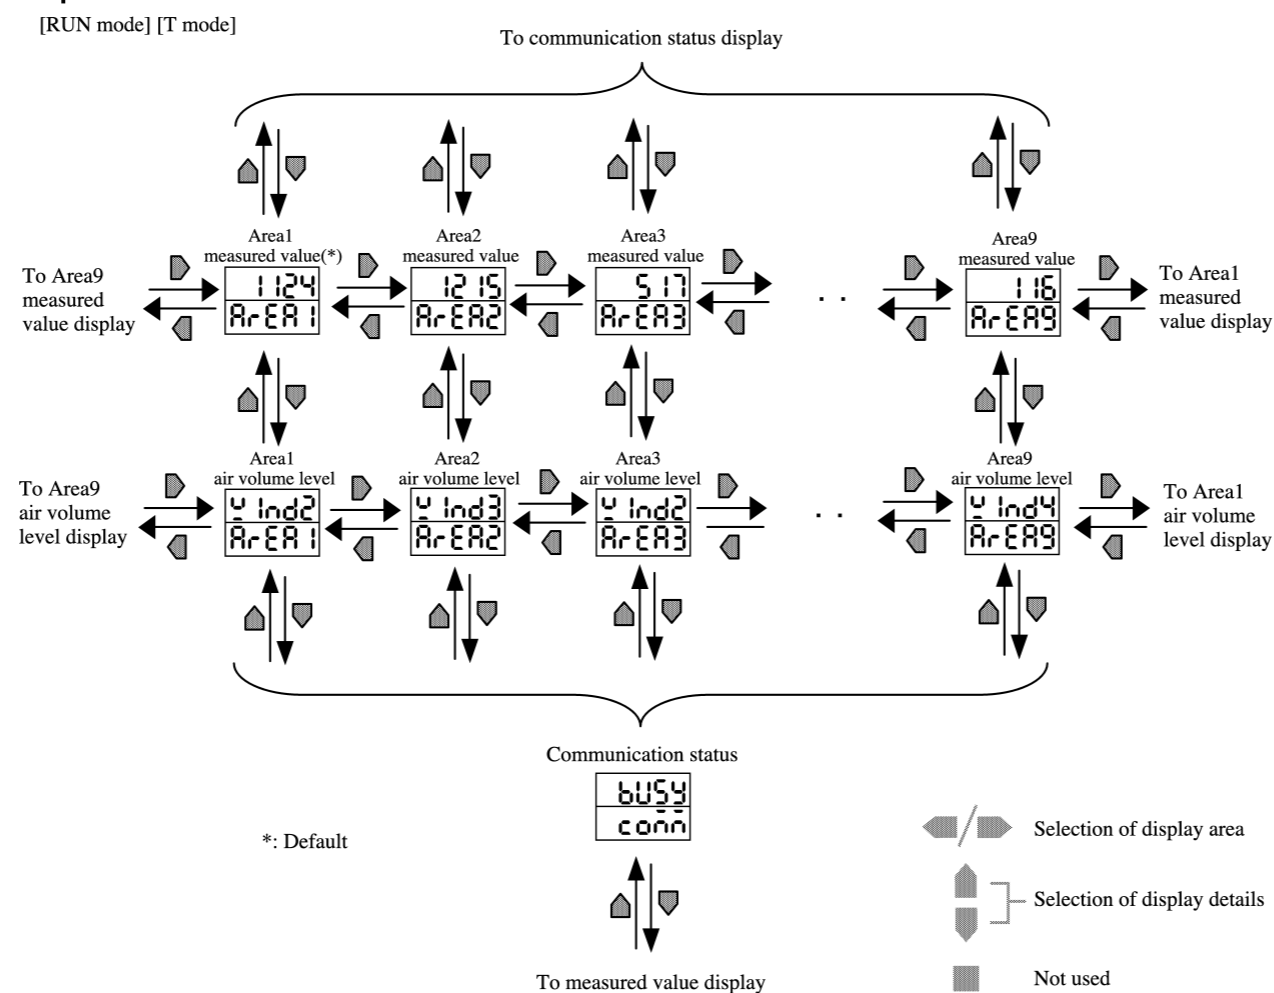 [RUN mode] [T mode]
To communication status display
Area1
measured value(*)
Area2
measured value
Area3
measured value
Area9
measured value
To Area9
measured
value display
1124
ArEA1
1215
ArEA2
517
ArEA3
. .
116
ArEA9
To Area1
measured
value display
Area1
air volume level
Area2
air volume level
Area3
air volume level
Area9
air volume level
To Area9
air volume
level display
wind2
ArEA1
wind3
ArEA2
wind2
ArEA3
. .
wind4
ArEA9
To Area1
air volume
level display
Communication status
bUSy
conn
*: Default
Selection of display area
Selection of display details
Not used
To measured value display